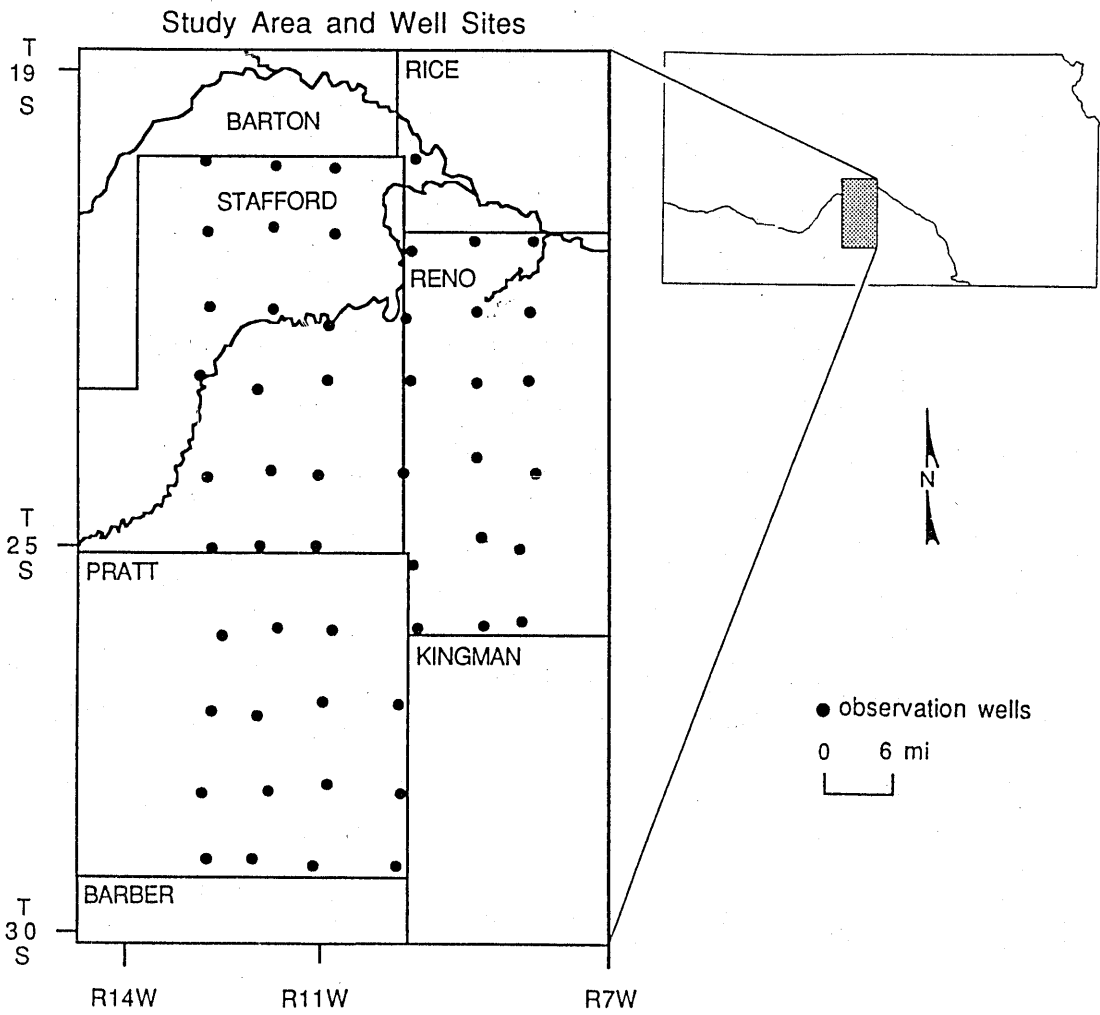 Study Area and Well Sites
T
19
S
RICE
BARTON
STAFFORD
RENO
T
25
S
PRATT
KINGMAN
N
observation wells
0 6 mi
BARBER
T
30
S
R14W R11W R7W